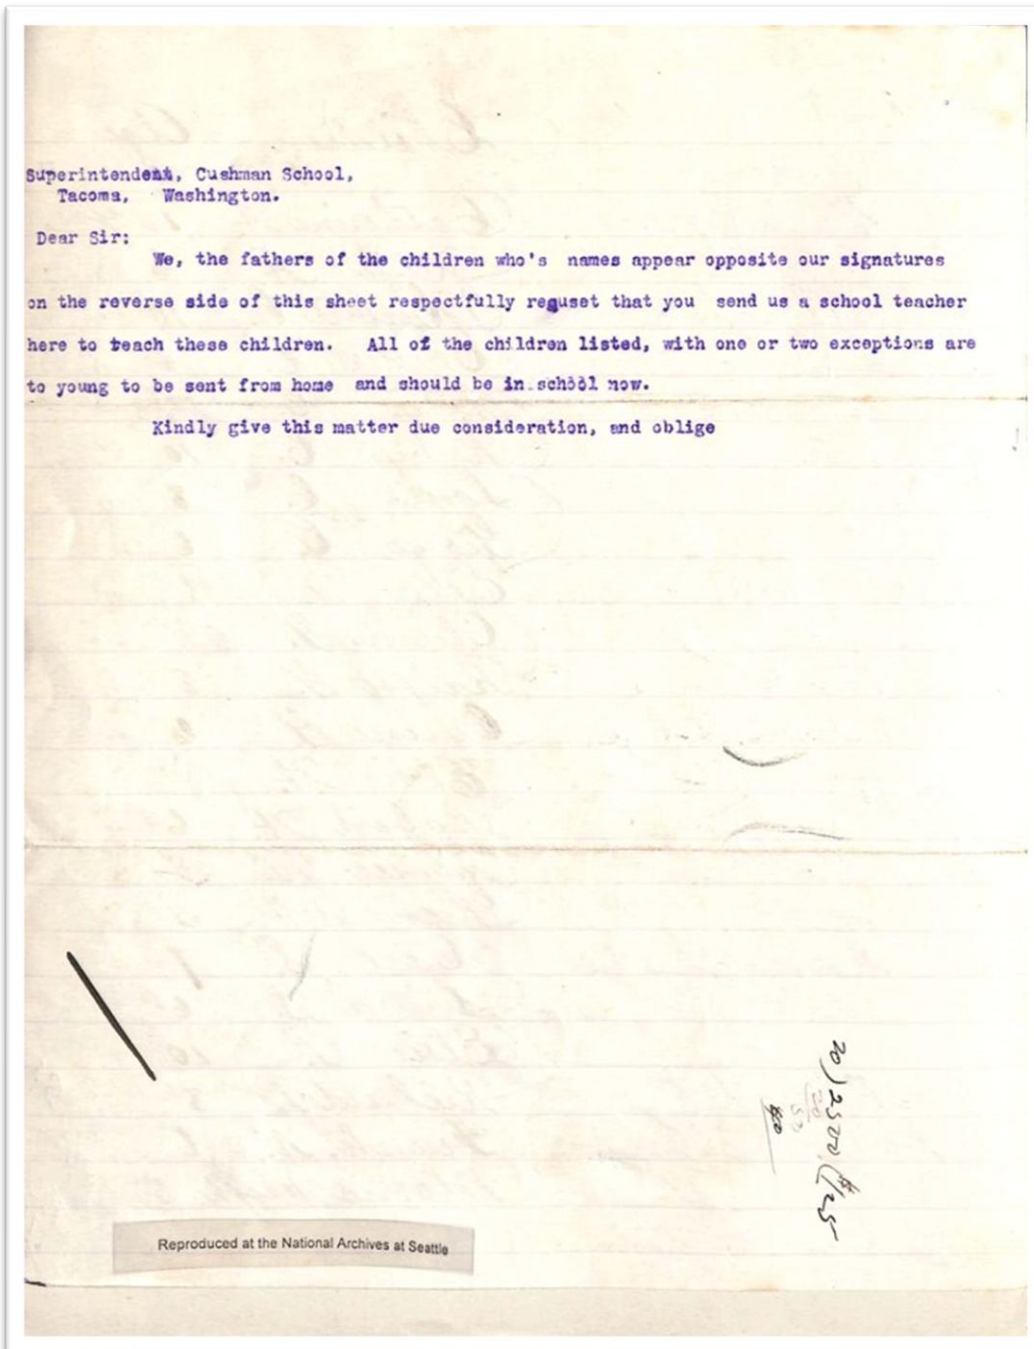 Superintendent, Cushman School,
Tacoma, Washington.
Dear Sir:
We, the fathers of the children who's names appear opposite our signatures
on the reverse side of this sheet respectfully reguset that you send us a school teacher
here to teach these children. All of the children listed, with one or two exceptions are
to young to be sent from home and should be in school now.
Kindly give this matter due consideration, and oblige
20)2500(
Reproduced at the National Archives at Seattle